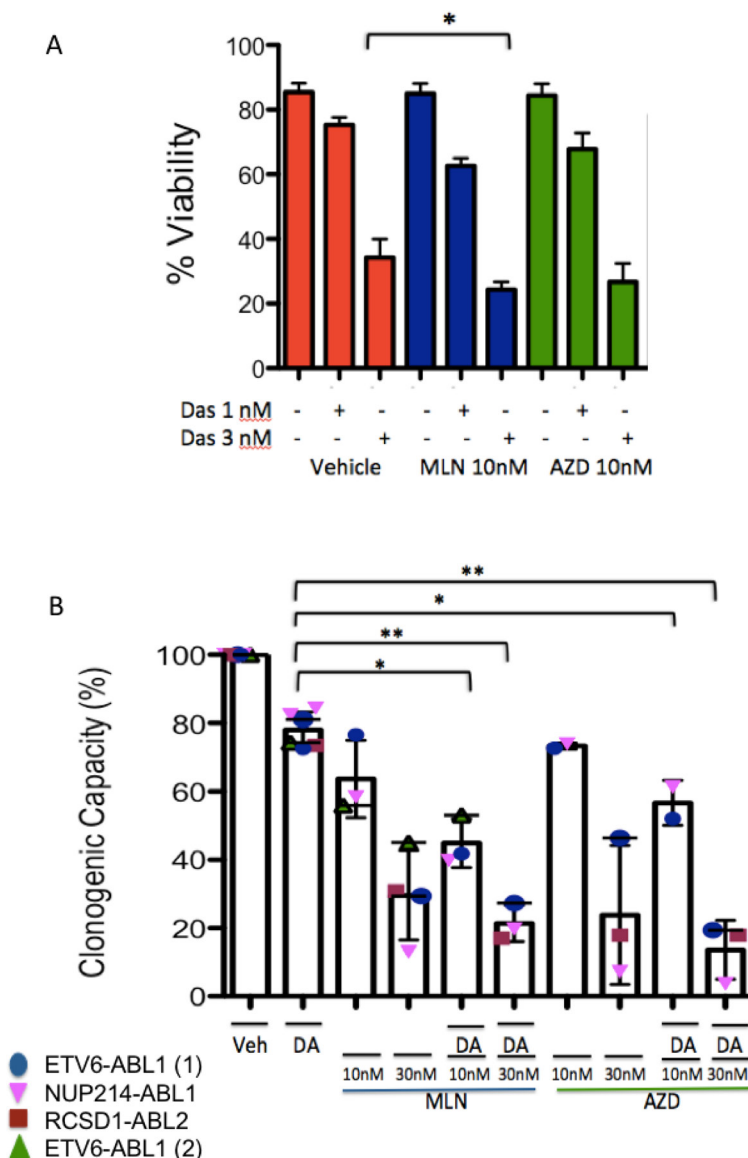 A
*
100
80
60
40
20
0
% Viability
Das 1 nM - + - - + - - + -
Das 3 nM - - + - - + - - +
Vehicle MLN 10nM AZD 10nM
B
**
*
**
*
100
80
60
40
20
0
Clonogenic Capacity (%)
Veh DA DA DA DA DA
10nM 30nM 10nM 30nM 10nM 30nM 10nM 30nM
MLN AZD
ETV6-ABL1 (1)
NUP214-ABL1
RCSD1-ABL2
ETV6-ABL1 (2)